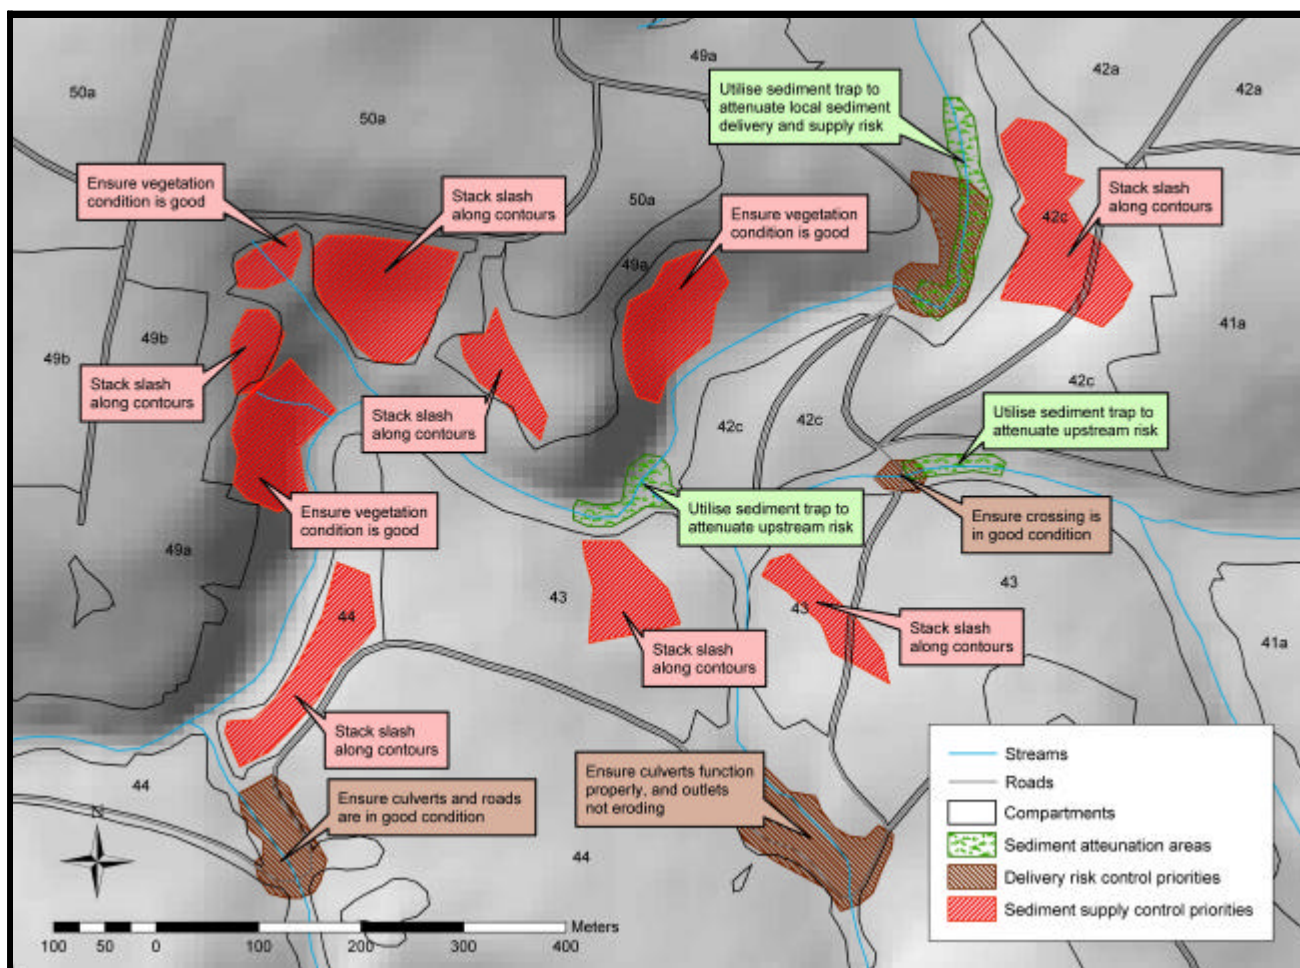 49a
42a
42a
50a
50a
Utilise sediment trap to
attenuate local sediment
delivery and supply risk
Ensure vegetation
condition is good
Stack slash
along contours
50a
Ensure vegetation
condition is good
Stack slash
along contours
42c
49a
41a
49b
49b
Stack slash
along contours
42c
Stack slash
along contours
42c
42c
Utilise sediment trap to
attenuate upstream risk
Ensure vegetation
condition is good
Utilise sediment trap to
attenuate upstream risk
Ensure crossing is
in good condition
49a
43
43
43
44
41a
Stack slash
along contours
Stack slash
along contours
Stack slash
along contours
44
Ensure culverts and roads
are in good condition
Ensure culverts function
properly, and outlets
not eroding
44
N
Streams
Roads
Compartments
Sediment atteunation areas
Delivery risk control priorities
Sediment supply control priorities
Meters
100 50 0 100 200 300 400